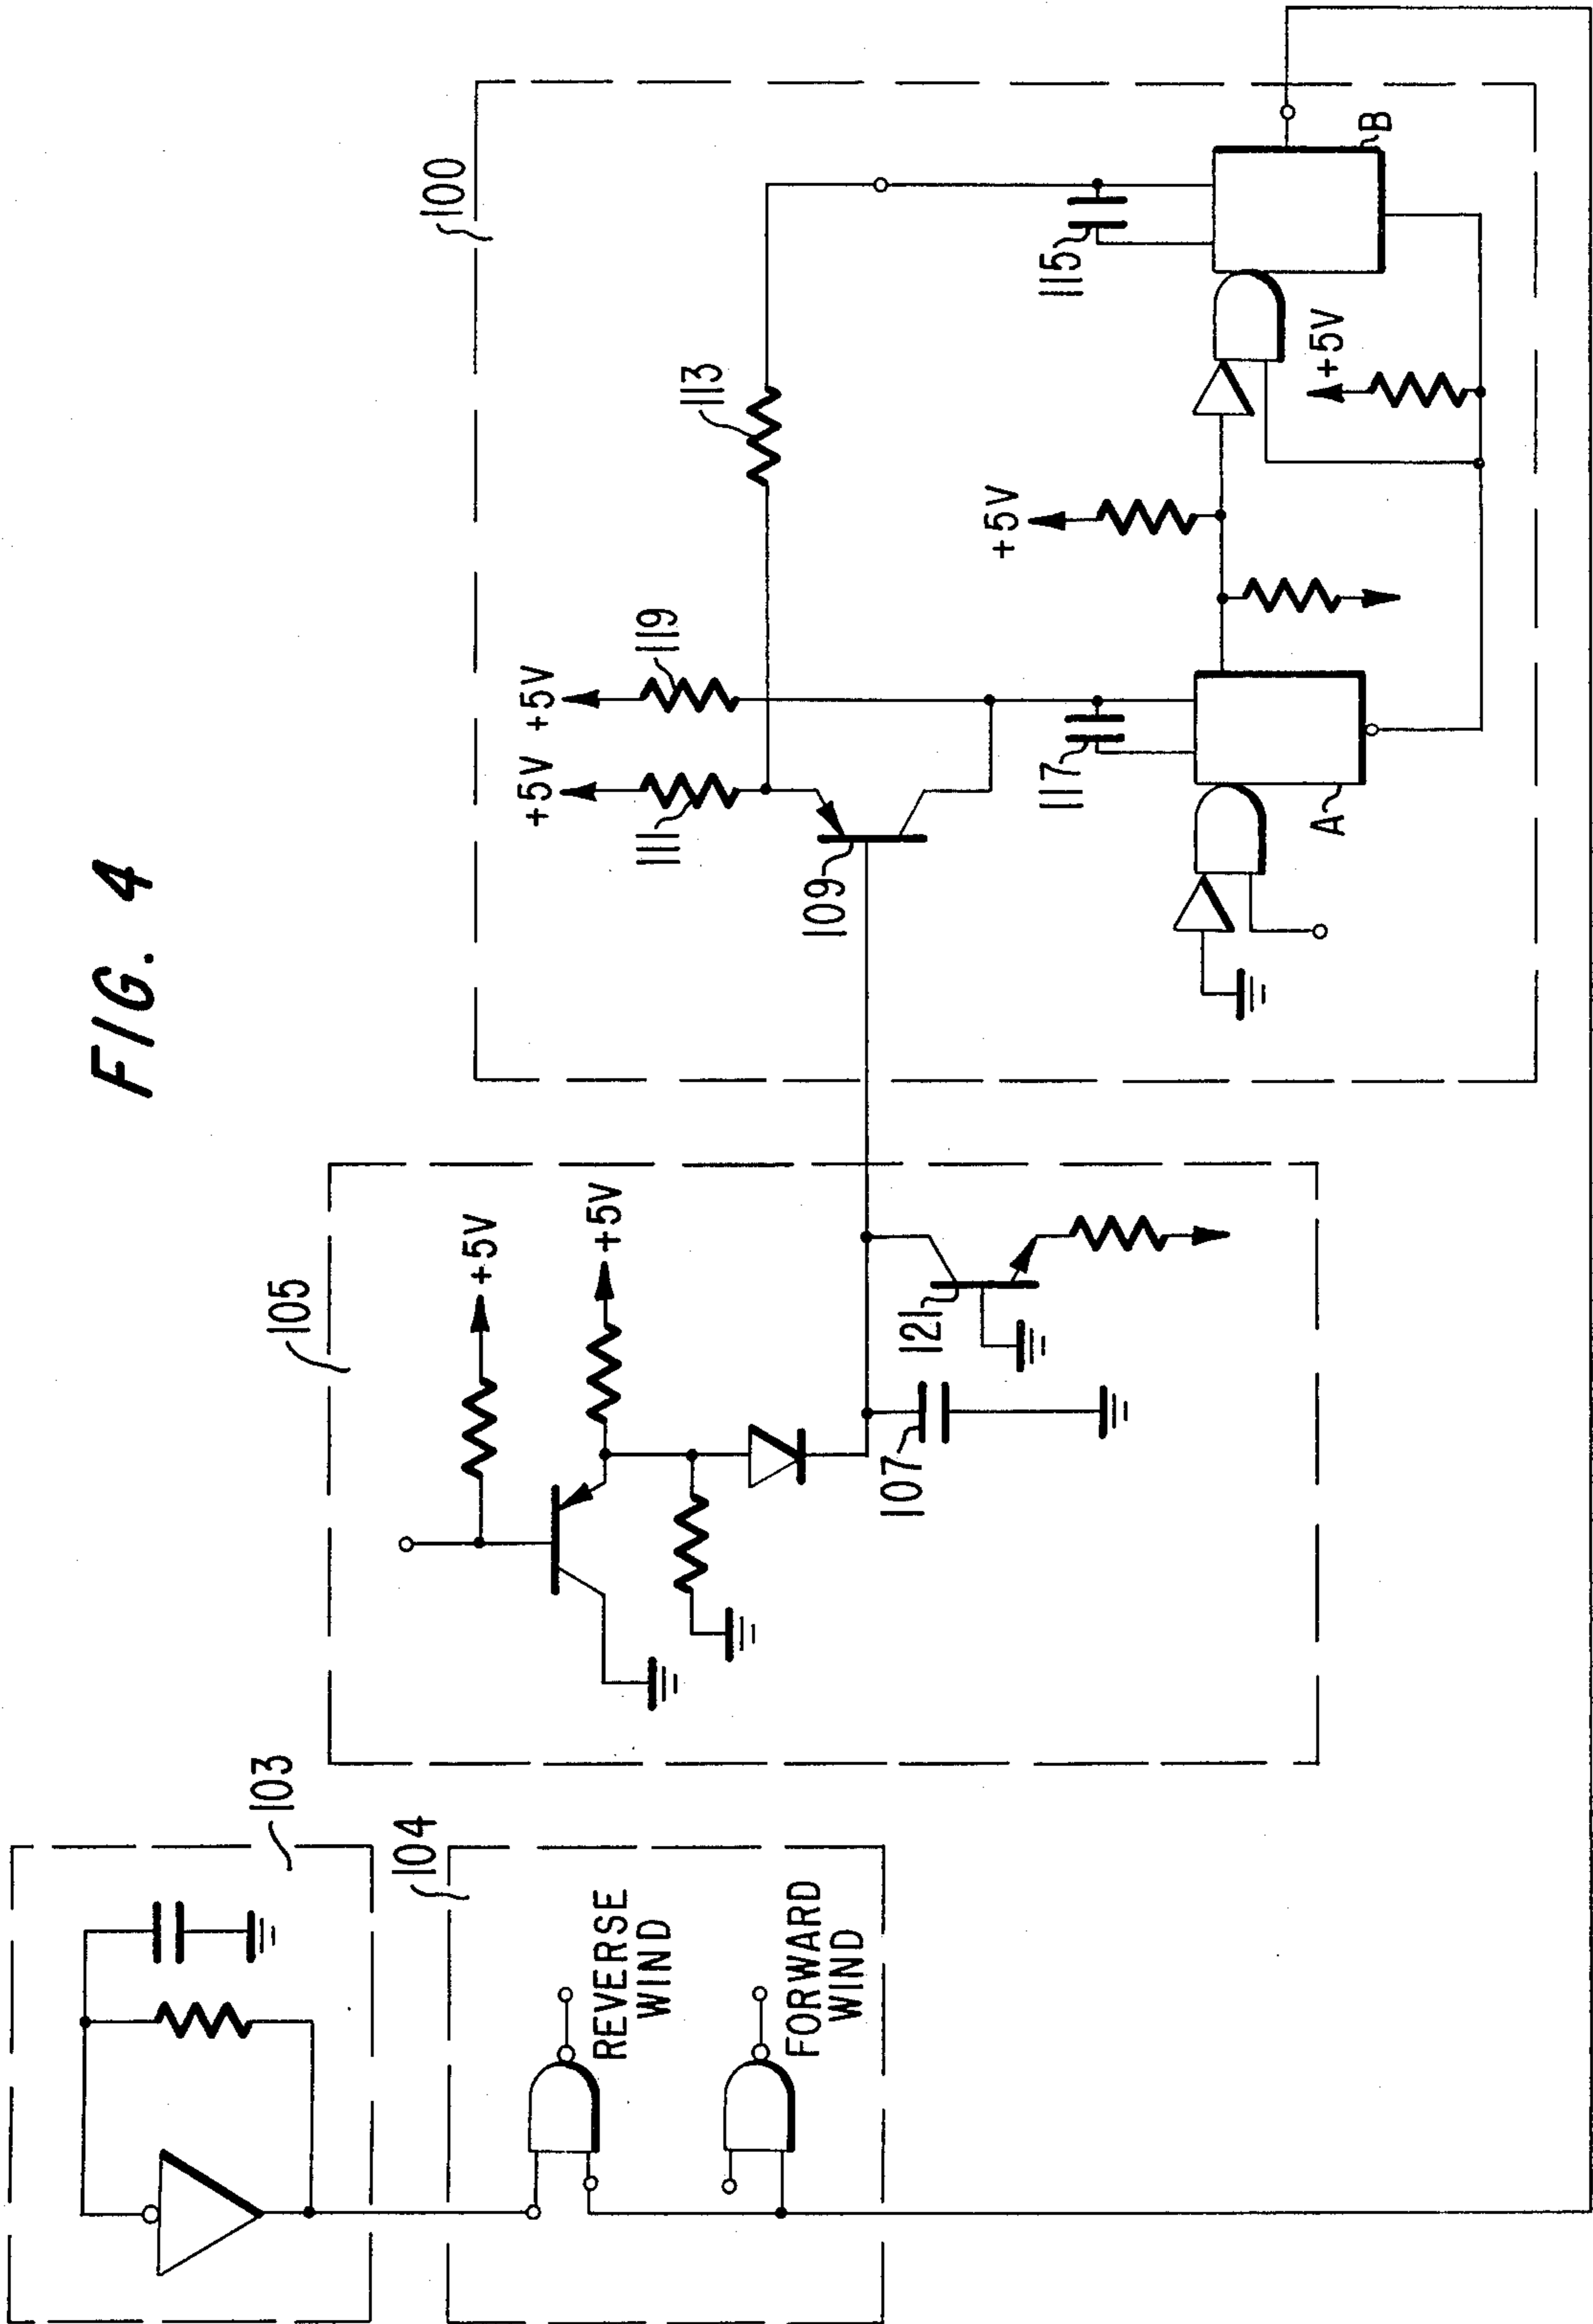 FIG. 4
103
104
REVERSE
WIND
FORWARD
WIND
105
+5V
+5V
107
121
100
+5V
+5V
111
119
109
113
117
115
+5V
+5V
A
B